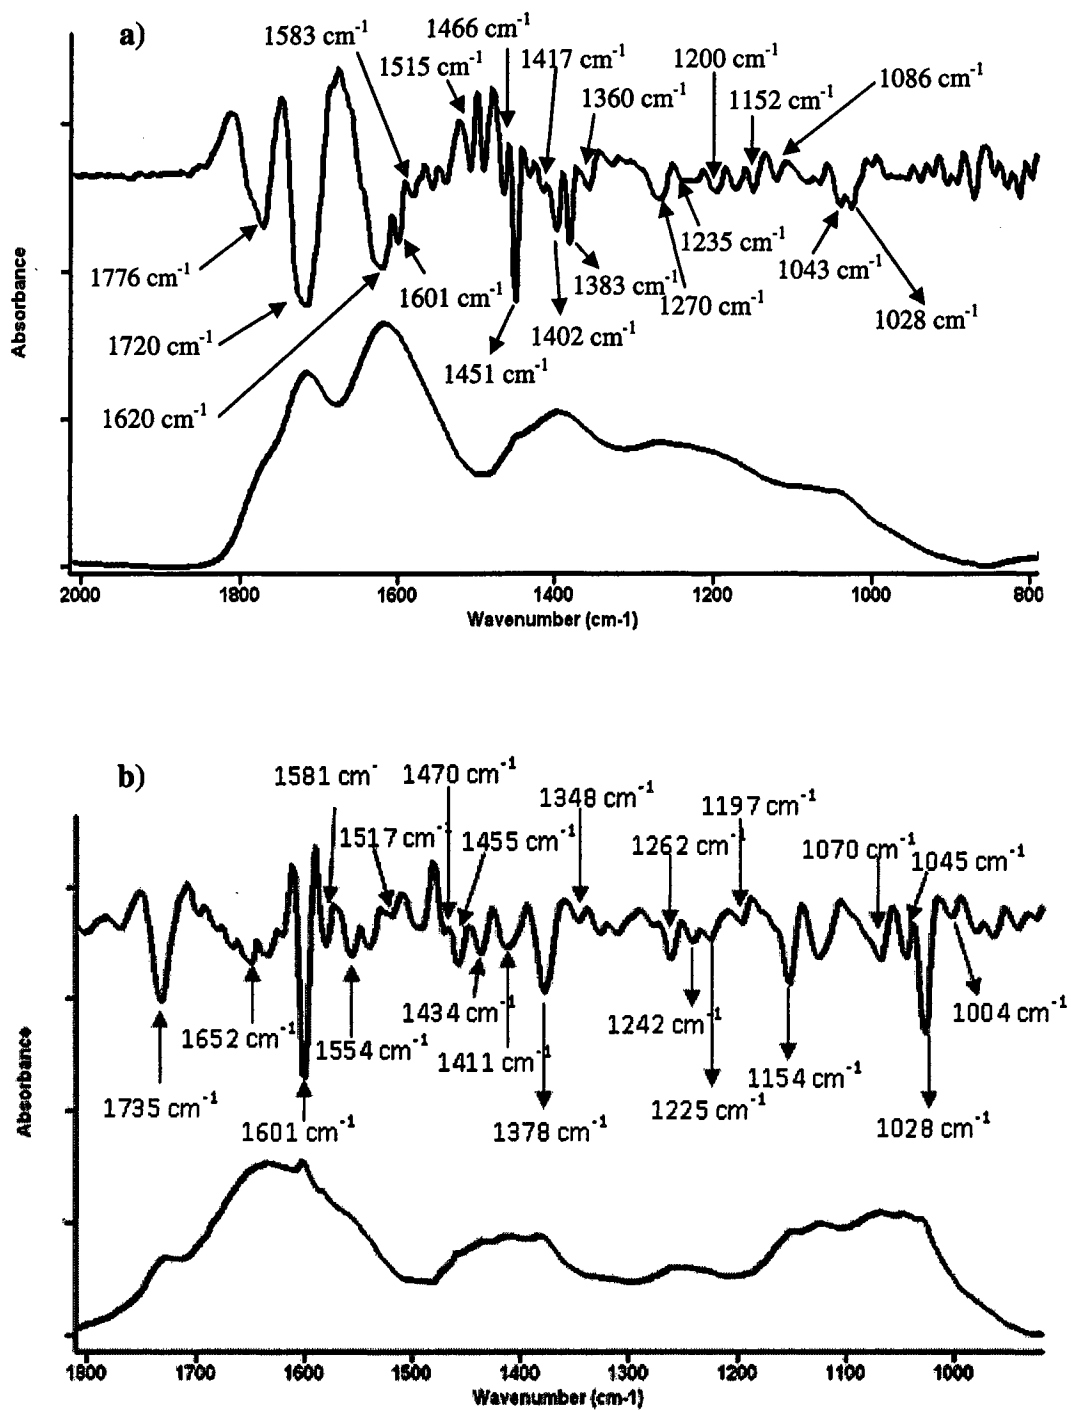 a)
1466 cm-1
1583 cm-1
1417 cm-1
1200 cm-1
1515 cm-1
1086 cm-1
1360 cm-1
1152 cm-1
1235 cm-1
1776 cm-1
1043 cm-1
1601 cm-1
1383 cm-1
1270 cm-1
1028 cm-1
1402 cm-1
1720 cm-1
1451 cm-1
1620 cm-1
Absorbance
2000 1800 1600 1400 1200 1000 800
Wavenumber (cm-1)
b)
1581 cm-
1470 cm-1
1348 cm-1
1197 cm-1
1517 cm-1
1455 cm-1
1262 cm-1
1070 cm-1
1045 cm-1
1652 cm-1
1434 cm-1
1242 cm-1
1004 cm-1
1554 cm-1
1411 cm-1
1154 cm-1
1735 cm-1
1225 cm-1
1601 cm-1
1378 cm-1
1028 cm-1
Absorbance
1800 1700 1600 1500 1400 1300 1200 1100 1000
Wavenumber (cm-1)